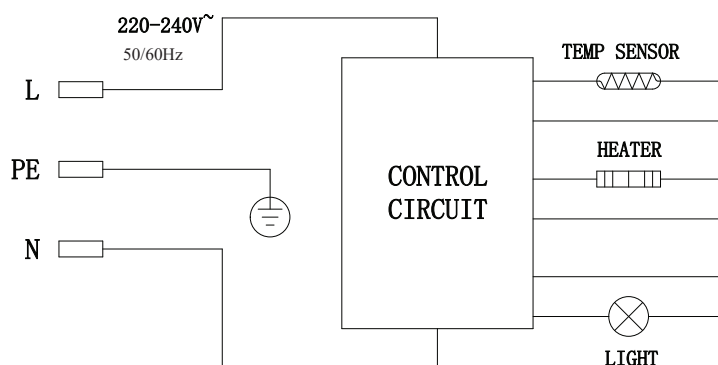 220-240V~
50/60Hz
L
PE
N
CONTROL
CIRCUIT
TEMP SENSOR
HEATER
LIGHT